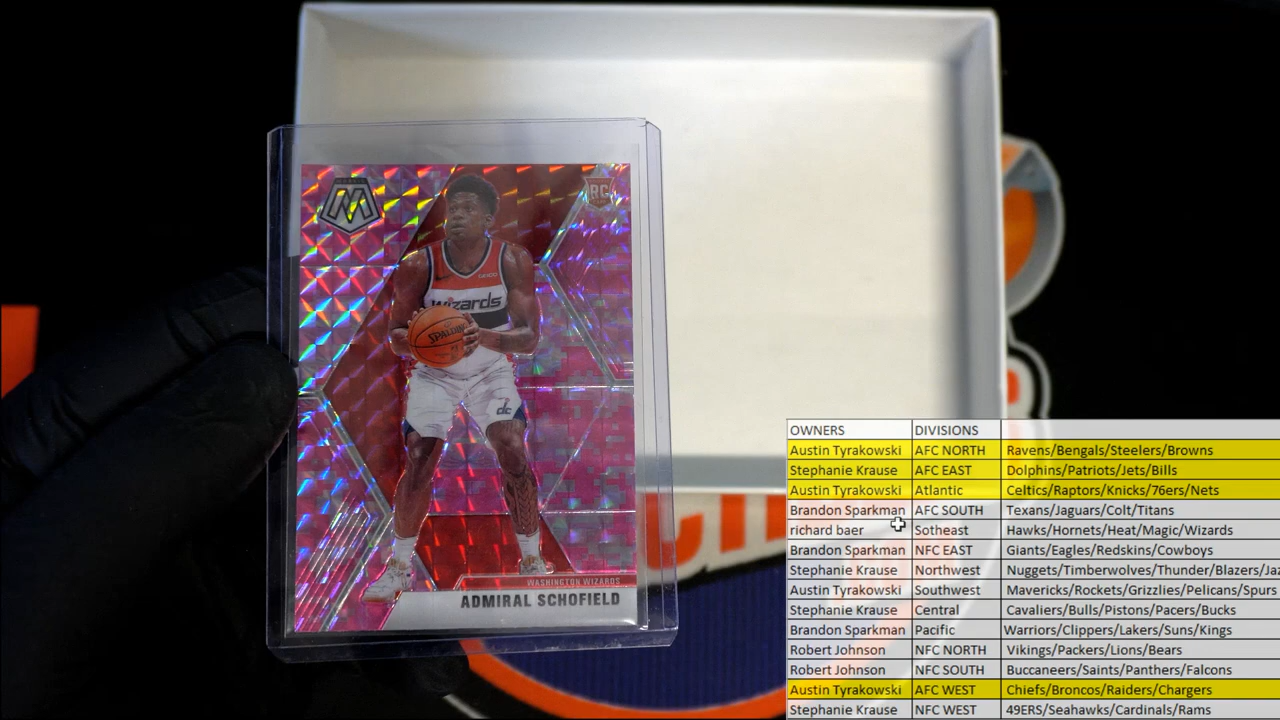 MOSAIC
M
RC
GEICO
wizards
SPALDING
dc
WASHINGTON WIZARDS
ADMIRAL SCHOFIELD
OWNERS DIVISIONS
Austin Tyrakowski AFC NORTH Ravens/Bengals/Steelers/Browns
Stephanie Krause AFC EAST Dolphins/Patriots/Jets/Bills
Austin Tyrakowski Atlantic Celtics/Raptors/Knicks/76ers/Nets
Brandon Sparkman AFC SOUTH Texans/Jaguars/Colt/Titans
richard baer Sotheast Hawks/Hornets/Heat/Magic/Wizards
Brandon Sparkman NFC EAST Giants/Eagles/Redskins/Cowboys
Stephanie Krause Northwest Nuggets/Timberwolves/Thunder/Blazers/Jaz
Austin Tyrakowski Southwest Mavericks/Rockets/Grizzlies/Pelicans/Spurs
Stephanie Krause Central Cavaliers/Bulls/Pistons/Pacers/Bucks
Brandon Sparkman Pacific Warriors/Clippers/Lakers/Suns/Kings
Robert Johnson NFC NORTH Vikings/Packers/Lions/Bears
Robert Johnson NFC SOUTH Buccaneers/Saints/Panthers/Falcons
Austin Tyrakowski AFC WEST Chiefs/Broncos/Raiders/Chargers
Stephanie Krause NFC WEST 49ERS/Seahawks/Cardinals/Rams